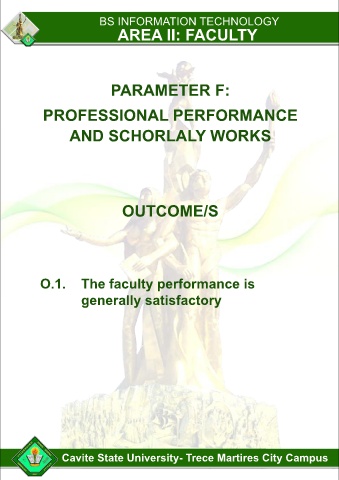 BS INFORMATION TECHNOLOGY
AREA II: FACULTY
PARAMETER F:
PROFESSIONAL PERFORMANCE
AND SCHORLALY WORKS
OUTCOME/S
O.1. The faculty performance is
generally satisfactory
Cavite State University- Trece Martires City Campus